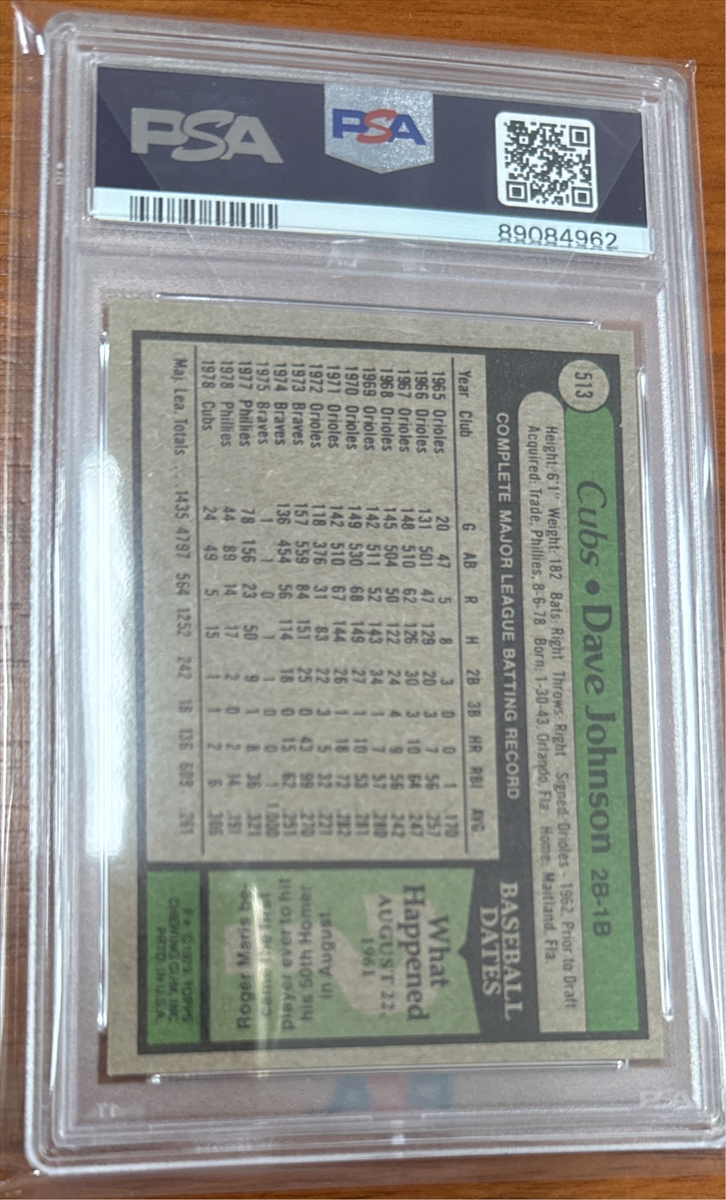 PSA
PSA
89084962
513
Cubs • Dave Johnson 2B-1B
Height: 6'1" Weight: 182 Bats: Right Throws: Right Signed: Orioles - 1962, Prior to Draft
Acquired: Trade, Phillies, 8-6-78 Born: 1-30-43, Orlando, Fla. Home: Maitland, Fla.
COMPLETE MAJOR LEAGUE BATTING RECORD
Year Club G AB R H 2B 3B HR RBI AVG.
1965 Orioles 20 47 5 8 3 0 0 1 .170
1966 Orioles 131 501 47 129 20 3 7 56 .257
1967 Orioles 148 510 62 126 30 3 10 64 .247
1968 Orioles 145 504 50 122 24 4 9 56 .242
1969 Orioles 142 511 52 143 34 1 7 57 .280
1970 Orioles 149 530 68 149 27 1 10 53 .281
1971 Orioles 142 510 67 144 26 1 18 72 .282
1972 Orioles 118 376 31 83 22 3 5 32 .221
1973 Braves 157 559 84 151 25 0 43 99 .270
1974 Braves 136 454 56 114 18 0 15 62 .251
1975 Braves 1 1 0 1 1 0 0 1 1.000
1977 Phillies 78 156 23 50 9 1 8 36 .321
1978 Phillies 44 89 14 17 2 0 2 14 .191
1978 Cubs 24 49 5 15 1 1 2 6 .306
Maj. Lea. Totals . . . 1435 4797 564 1252 242 18 136 609 .261
BASEBALL
DATES
What
Happened
AUGUST 22,
1961
Roger Maris be-
came the first
player ever to hit
his 50th Homer
in August.
© 1979 TOPPS
CHEWING GUM, INC.
PRTD. IN U.S.A.
PSA
PSA